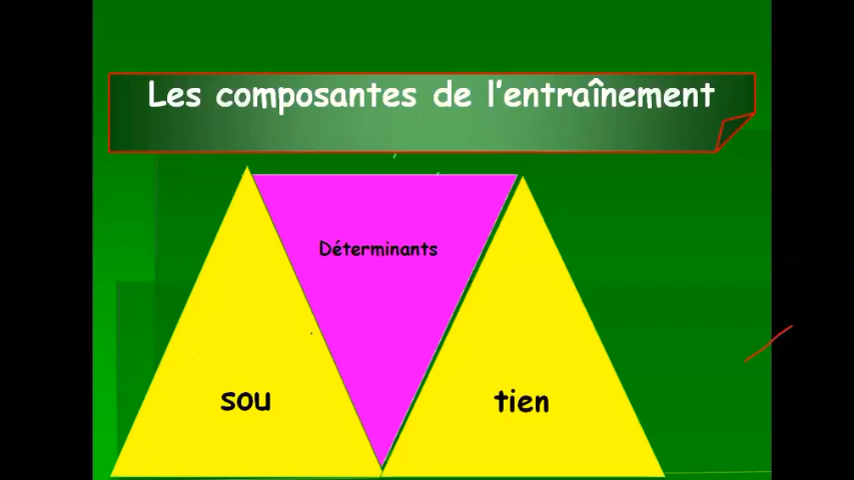 Les composantes de l'entraînement
Déterminants
sou
tien